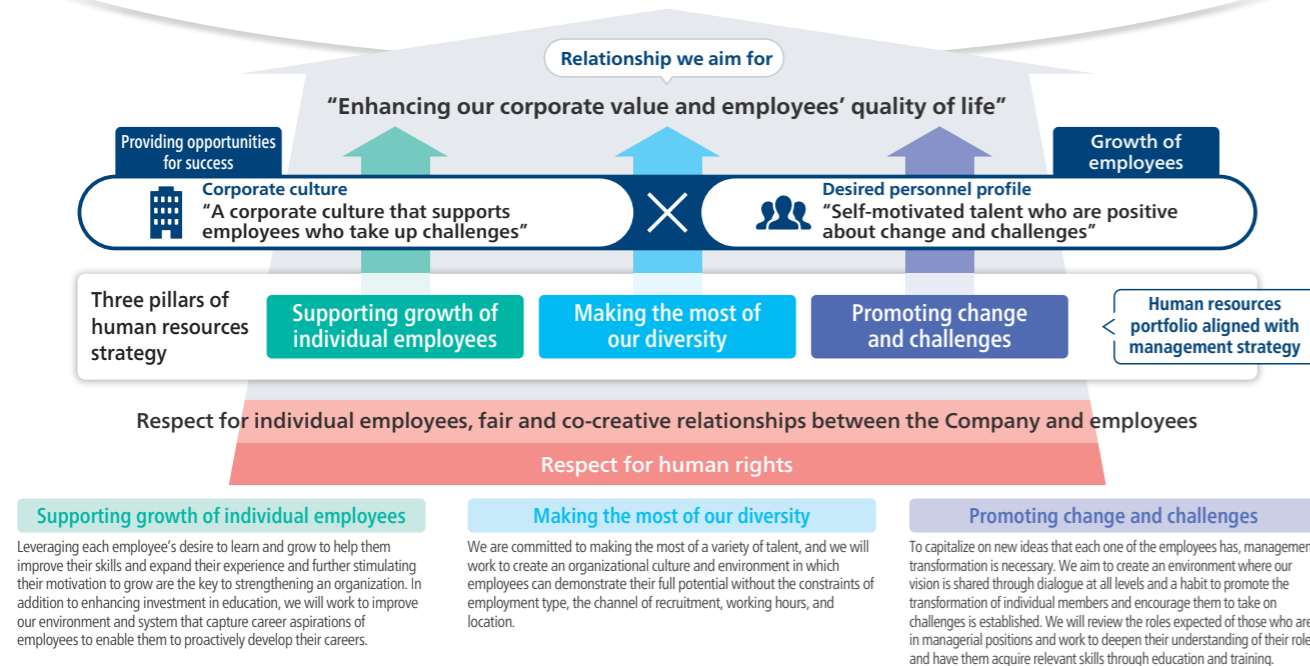 Relationship we aim for
“Enhancing our corporate value and employees’ quality of life”
Providing opportunities
for success
Growth of
employees
Corporate culture
“A corporate culture that supports
employees who take up challenges”
Desired personnel profile
“Self-motivated talent who are positive
about change and challenges”
Three pillars of
human resources
strategy
Supporting growth of
individual employees
Making the most of
our diversity
Promoting change
and challenges
Human resources
portfolio aligned with
management strategy
Respect for individual employees, fair and co-creative relationships between the Company and employees
Respect for human rights
Supporting growth of individual employees
Leveraging each employee’s desire to learn and grow to help them
improve their skills and expand their experience and further stimulating
their motivation to grow are the key to strengthening an organization. In
addition to enhancing investment in education, we will work to improve
our environment and system that capture career aspirations of
employees to enable them to proactively develop their careers.
Making the most of our diversity
We are committed to making the most of a variety of talent, and we will
work to create an organizational culture and environment in which
employees can demonstrate their full potential without the constraints of
employment type, the channel of recruitment, working hours, and
location.
Promoting change and challenges
To capitalize on new ideas that each one of the employees has, managemen
transformation is necessary. We aim to create an environment where our
vision is shared through dialogue at all levels and a habit to promote the
transformation of individual members and encourage them to take on
challenges is established. We will review the roles expected of those who are
in managerial positions and work to deepen their understanding of their role
and have them acquire relevant skills through education and training.